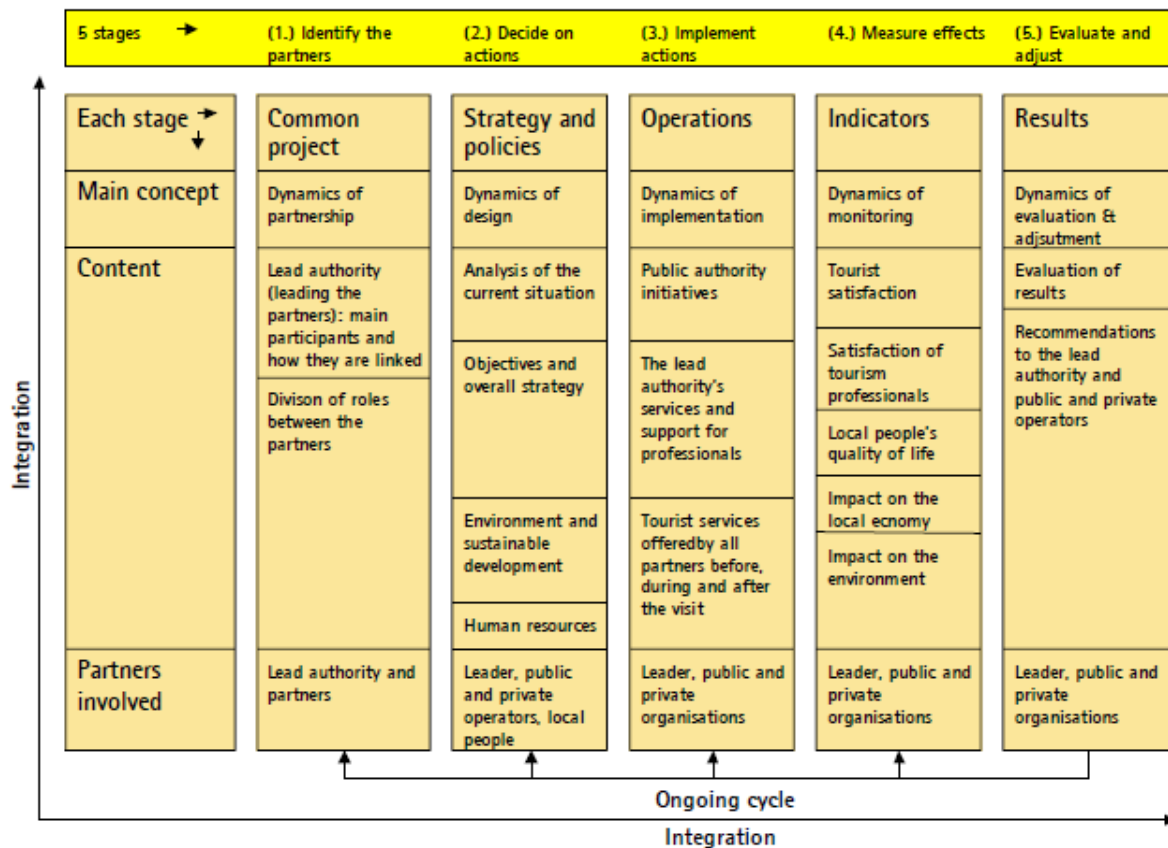 5 stages
(1.) Identify the
partners
(2.) Decide on
actions
(3.) Implement
actions
(4.) Measure effects
(5.) Evaluate and
adjust
Each stage
Common
project
Strategy and
policies
Operations
Indicators
Results
Main concept
Dynamics of
partnership
Dynamics of
design
Dynamics of
implementation
Dynamics of
monitoring
Dynamics of
evaluation &
adjsutment
Content
Lead authority
(leading the
partners): main
participants and
how they are linked
Divison of roles
between the
partners
Analysis of the
current situation
Objectives and
overall strategy
Environment and
sustainable
development
Human resources
Public authority
initiatives
The lead
authority's
services and
support for
professionals
Tourist services
offeredby all
partners before,
during and after
the visit
Tourist
satisfaction
Satisfaction of
tourism
professionals
Local people's
quality of life
Impact on the
local ecnomy
Impact on the
environment
Evaluation of
results
Recommendations
to the lead
authority and
public and private
operators
Partners
involved
Lead authority and
partners
Leader, public
and private
operators, local
people
Leader, public and
private
organisations
Leader, public and
private
organisations
Leader, public and
private
organisations
Ongoing cycle
Integration
Integration